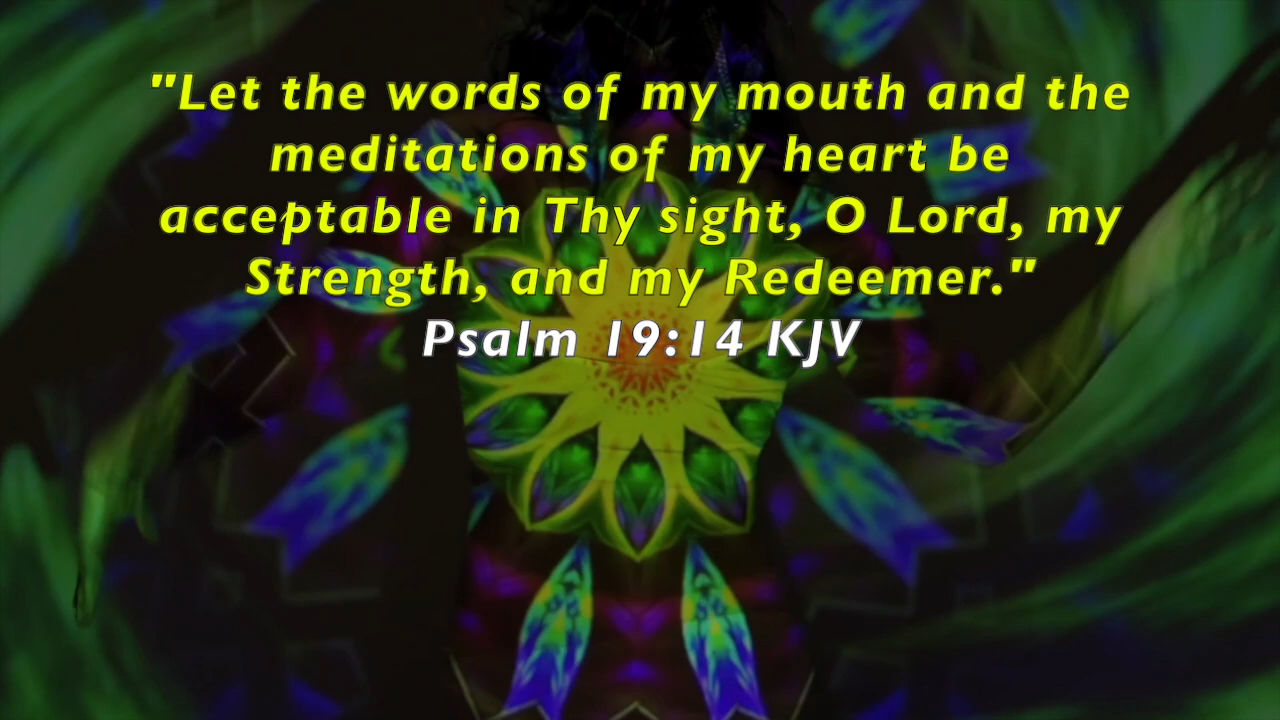 "Let the words of my mouth and the
meditations of my heart be
acceptable in Thy sight, O Lord, my
Strength, and my Redeemer."
Psalm 19:14 KJV